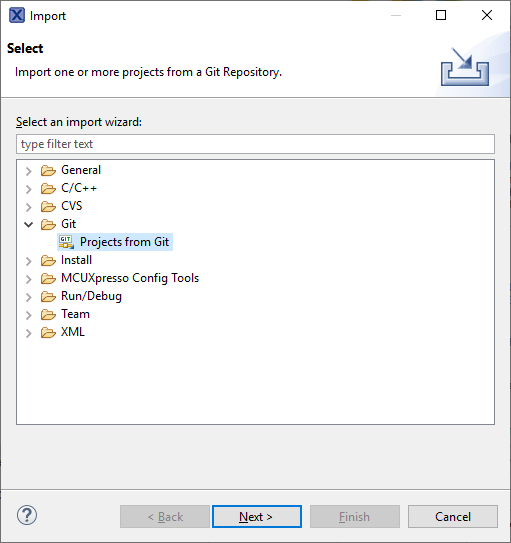 Import
Select
Import one or more projects from a Git Repository.
Select an import wizard:
type filter text
General
C/C++
CVS
Git
GIT Projects from Git
Install
MCUXpresso Config Tools
Run/Debug
Team
XML
? < Back Next > Finish Cancel